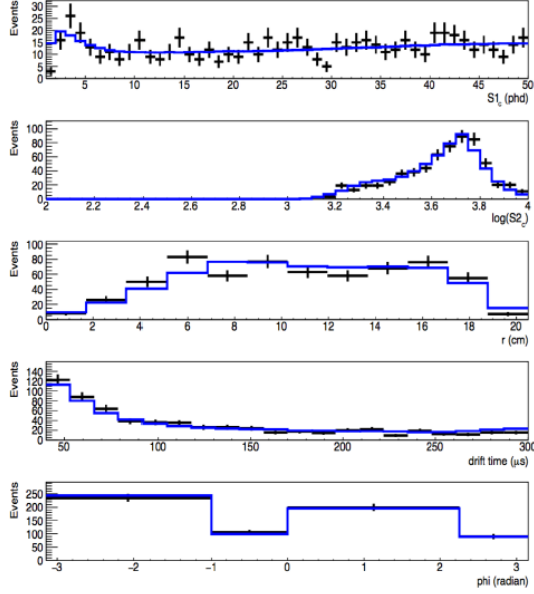 Events
30
25
20
15
10
5
0
5 10 15 20 25 30 35 40 45 50
S1c (phd)
Events
100
80
60
40
20
0
2 2.2 2.4 2.6 2.8 3 3.2 3.4 3.6 3.8 4
log(S2c)
Events
100
80
60
40
20
0
0 2 4 6 8 10 12 14 16 18 20
r (cm)
Events
140
120
100
80
60
40
20
0
50 100 150 200 250 300
drift time (μs)
Events
250
200
150
100
50
0
−3 −2 −1 0 1 2 3
phi (radian)